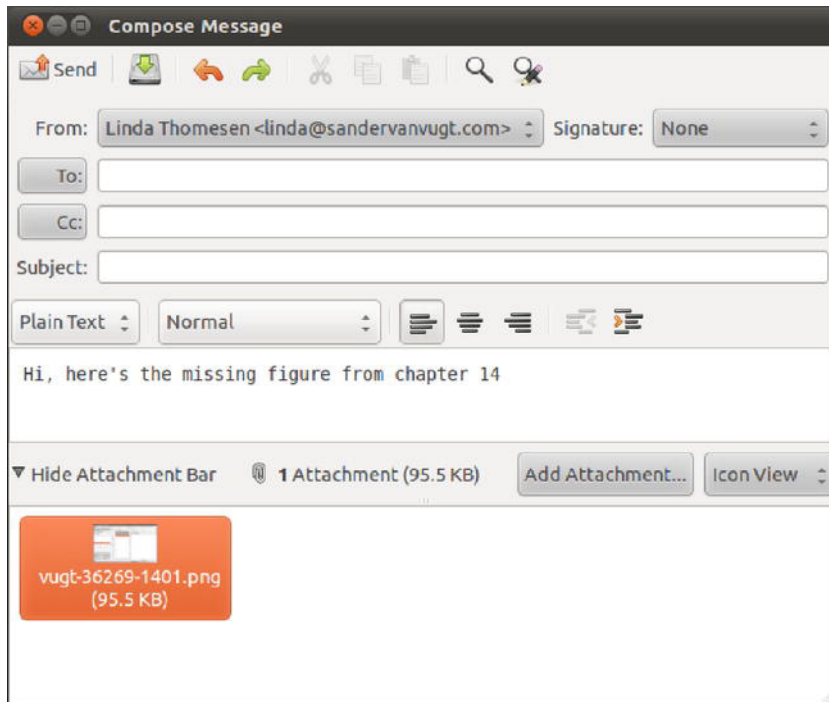 Compose Message
Send
From: Linda Thomesen <linda@sandervanvugt.com> Signature: None
To:
Cc:
Subject:
Plain Text Normal
Hi, here's the missing figure from chapter 14
Hide Attachment Bar 1 Attachment (95.5 KB) Add Attachment... Icon View
vugt-36269-1401.png
(95.5 KB)